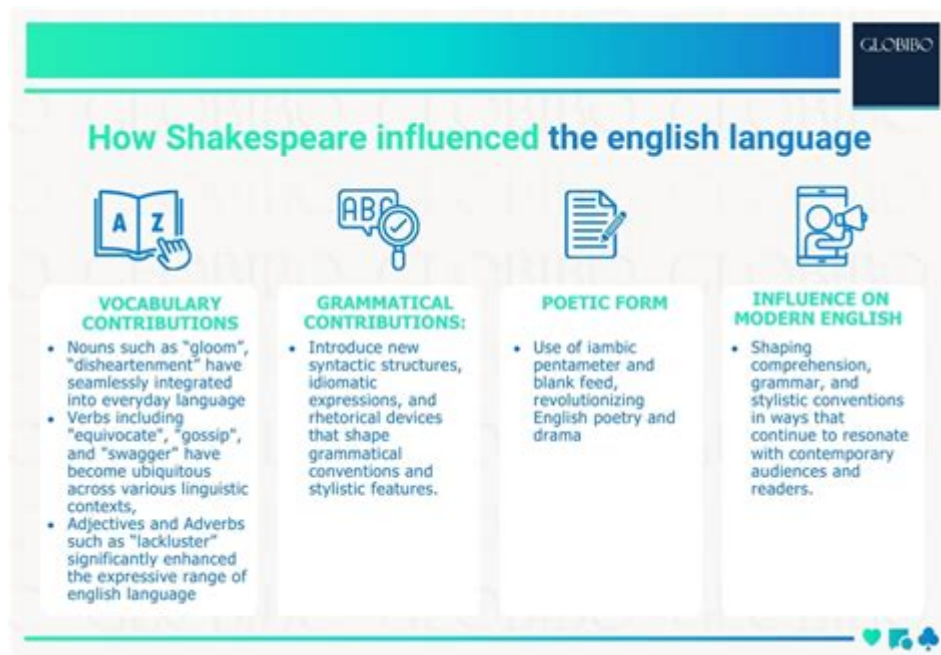 GLOBIBO
How Shakespeare influenced the english language
A Z
ABC
VOCABULARY
CONTRIBUTIONS
• Nouns such as "gloom",
"disheartenment" have
seamlessly integrated
into everyday language
• Verbs including
"equivocate", "gossip",
and "swagger" have
become ubiquitous
across various linguistic
contexts,
• Adjectives and Adverbs
such as "lackluster"
significantly enhanced
the expressive range of
english language
GRAMMATICAL
CONTRIBUTIONS:
• Introduce new
syntactic structures,
idiomatic
expressions, and
rhetorical devices
that shape
grammatical
conventions and
stylistic features.
POETIC FORM
• Use of iambic
pentameter and
blank feed,
revolutionizing
English poetry and
drama
INFLUENCE ON
MODERN ENGLISH
• Shaping
comprehension,
grammar, and
stylistic conventions
in ways that
continue to resonate
with contemporary
audiences and
readers.